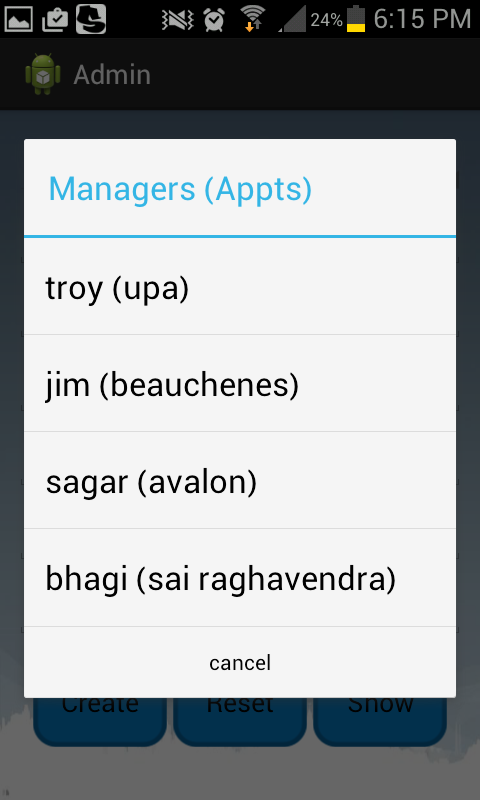 24% 6:15 PM
Admin
Managers (Appts)
troy (upa)
jim (beauchenes)
sagar (avalon)
bhagi (sai raghavendra)
cancel
Create Reset Show